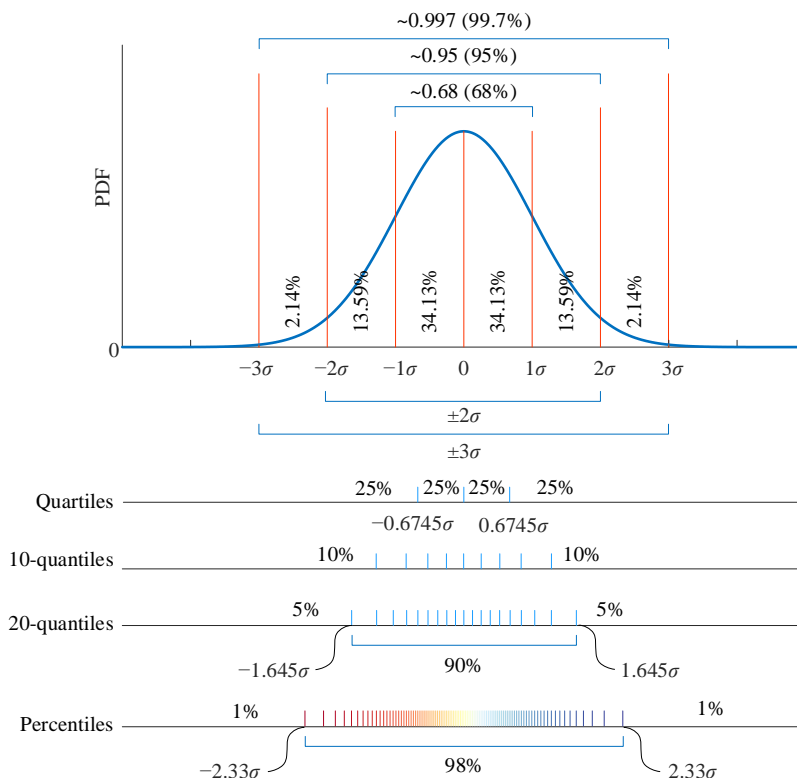 ~0.997 (99.7%)
~0.95 (95%)
~0.68 (68%)
PDF
2.14%
13.59%
34.13%
34.13%
13.59%
2.14%
0
−3σ −2σ −1σ 0 1σ 2σ 3σ
±2σ
±3σ
25% 25% 25% 25%
Quartiles
−0.6745σ 0.6745σ
10% 10%
10-quantiles
5% 5%
20-quantiles
−1.645σ 90% 1.645σ
1% 1%
Percentiles
−2.33σ 98% 2.33σ